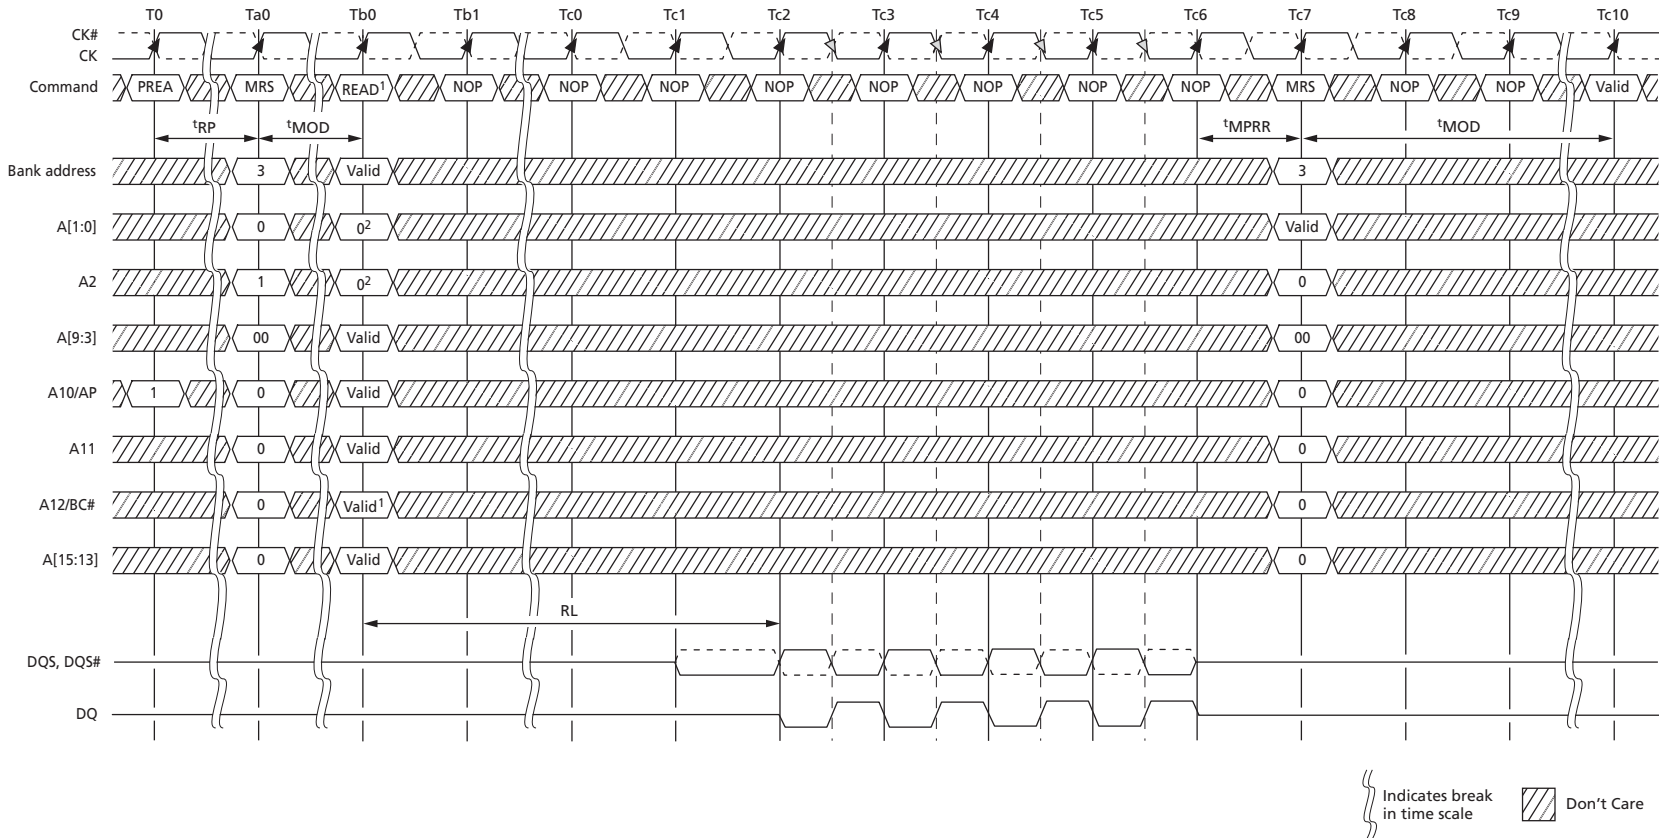 T0 Ta0 Tb0 Tb1 Tc0 Tc1 Tc2 Tc3 Tc4 Tc5 Tc6 Tc7 Tc8 Tc9 Tc10
CK#
CK
Command PREA MRS READ¹ NOP NOP NOP NOP NOP NOP NOP NOP MRS NOP NOP Valid
ᵗRP ᵗMOD ᵗMPRR ᵗMOD
Bank address 3 Valid 3
A[1:0] 0 0² Valid
A2 1 0² 0
A[9:3] 00 Valid 00
A10/AP 1 0 Valid 0
A11 0 Valid 0
A12/BC# 0 Valid¹ 0
A[15:13] 0 Valid 0
RL
DQS, DQS#
DQ
Indicates break
in time scale
Don't Care